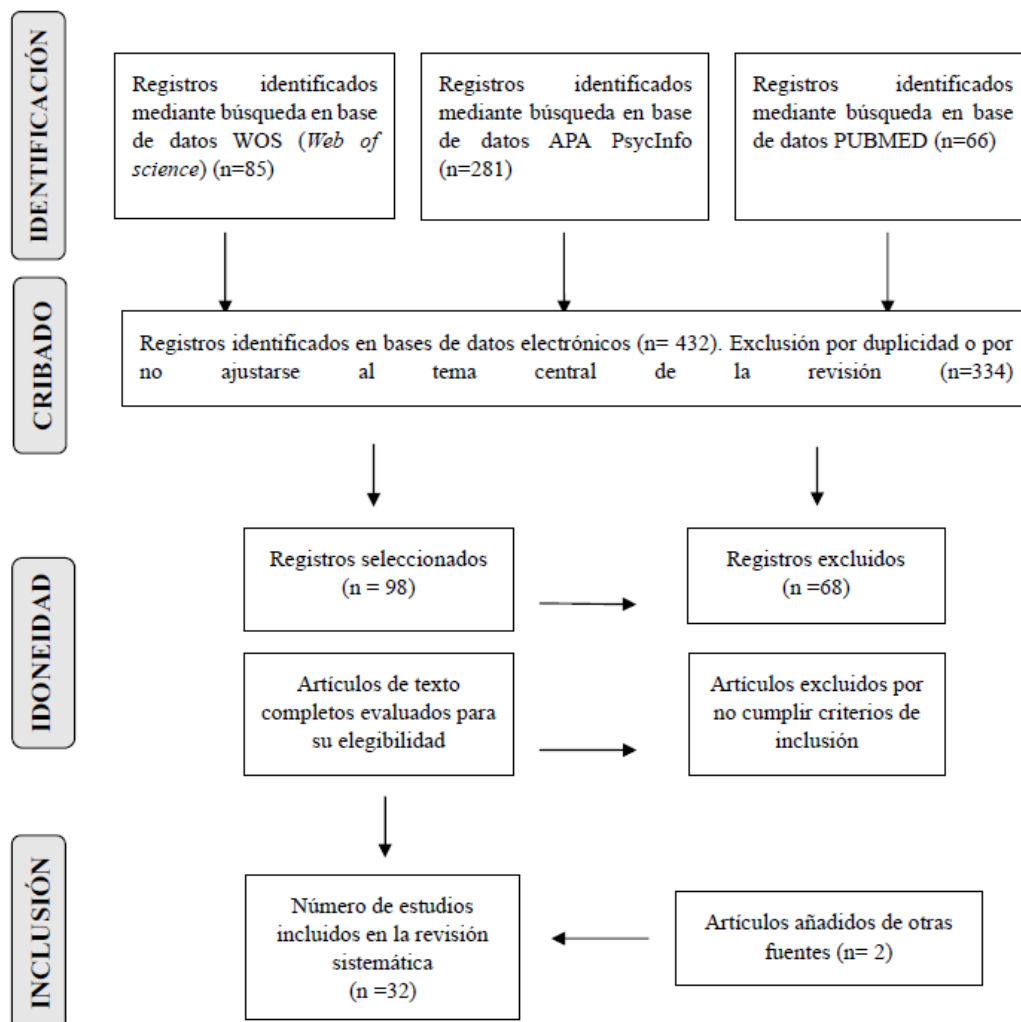 IDENTIFICACIÓN
Registros identificados
mediante búsqueda en base
de datos WOS (Web of
science) (n=85)
Registros identificados
mediante búsqueda en base
de datos APA PsycInfo
(n=281)
Registros identificados
mediante búsqueda en base
de datos PUBMED (n=66)
CRIBADO
Registros identificados en bases de datos electrónicos (n= 432). Exclusión por duplicidad o por
no ajustarse al tema central de la revisión (n=334)
IDONEIDAD
Registros seleccionados
(n = 98)
Registros excluidos
(n =68)
Artículos de texto
completos evaluados para
su elegibilidad
Artículos excluidos por
no cumplir criterios de
inclusión
INCLUSIÓN
Número de estudios
incluidos en la revisión
sistemática
(n =32)
Artículos añadidos de otras
fuentes (n= 2)